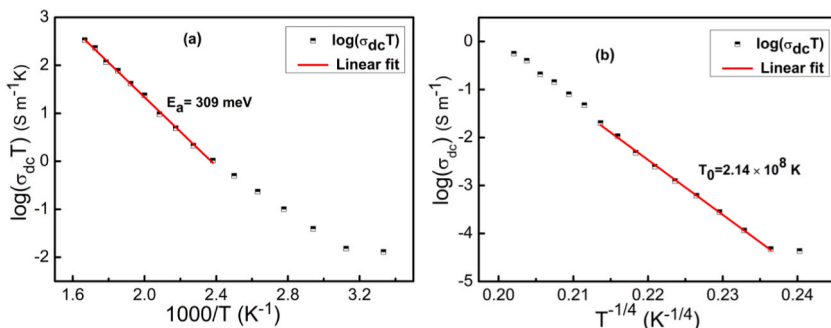 (a)
log(σdcT)
Linear fit
Ea= 309 meV
log(σdcT) (S m⁻¹K)
3
2
1
0
-1
-2
1.6 2.0 2.4 2.8 3.2
1000/T (K⁻¹)
(b)
log(σdcT)
Linear fit
T0=2.14 × 10⁸ K
log(σdc) (S m⁻¹)
0
-1
-2
-3
-4
-5
0.20 0.21 0.22 0.23 0.24
T⁻¹/⁴ (K⁻¹/⁴)